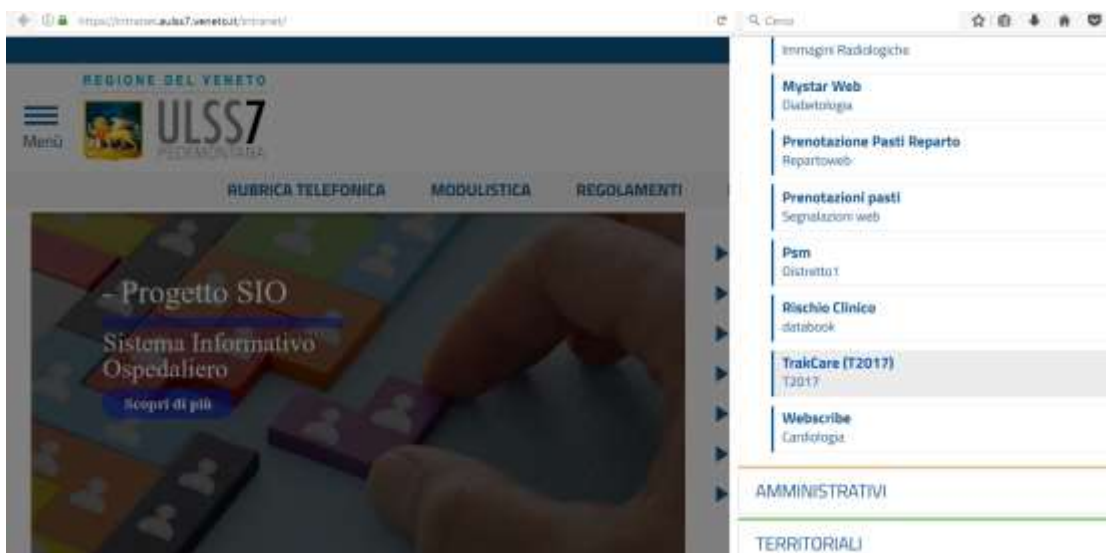 https://intranet.aulss7.veneto.it/intranet/
Cerca
REGIONE DEL VENETO
ULSS7
PEDEMONTANA
Menù
RUBRICA TELEFONICA
MODULISTICA
REGOLAMENTI
- Progetto SIO
Sistema Informativo
Ospedaliero
Scopri di più
Immagini Radiologiche
Mystar Web
Diabetologia
Prenotazione Pasti Reparto
Repartoweb
Prenotazioni pasti
Segnalazioni web
Psm
Distretto1
Rischio Clinico
databook
TrakCare (T2017)
T2017
Webscribe
Cardiologia
AMMINISTRATIVI
TERRITORIALI